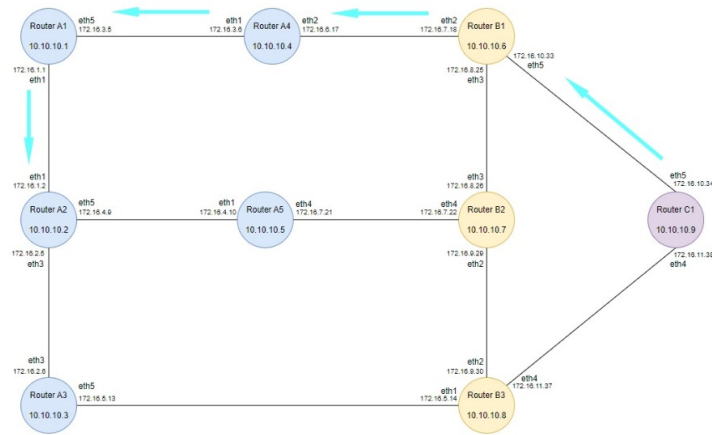 eth5
172.16.3.5
Router A1
10.10.10.1
172.16.1.1
eth1
eth1
172.16.3.6
Router A4
10.10.10.4
eth2
172.16.6.17
eth2
172.16.7.18
Router B1
10.10.10.6
172.16.10.33
eth5
172.16.8.25
eth3
eth1
172.16.1.2
Router A2
10.10.10.2
eth5
172.16.4.9
172.16.2.5
eth3
eth1
172.16.4.10
Router A5
10.10.10.5
eth4
172.16.7.21
eth3
172.16.8.26
eth4
172.16.7.22
Router B2
10.10.10.7
172.16.9.29
eth2
eth5
172.16.10.34
Router C1
10.10.10.9
172.16.11.38
eth4
eth3
172.16.2.6
Router A3
10.10.10.3
eth5
172.16.5.13
eth2
172.16.9.30
eth1
172.16.5.14
Router B3
10.10.10.8
eth4
172.16.11.37